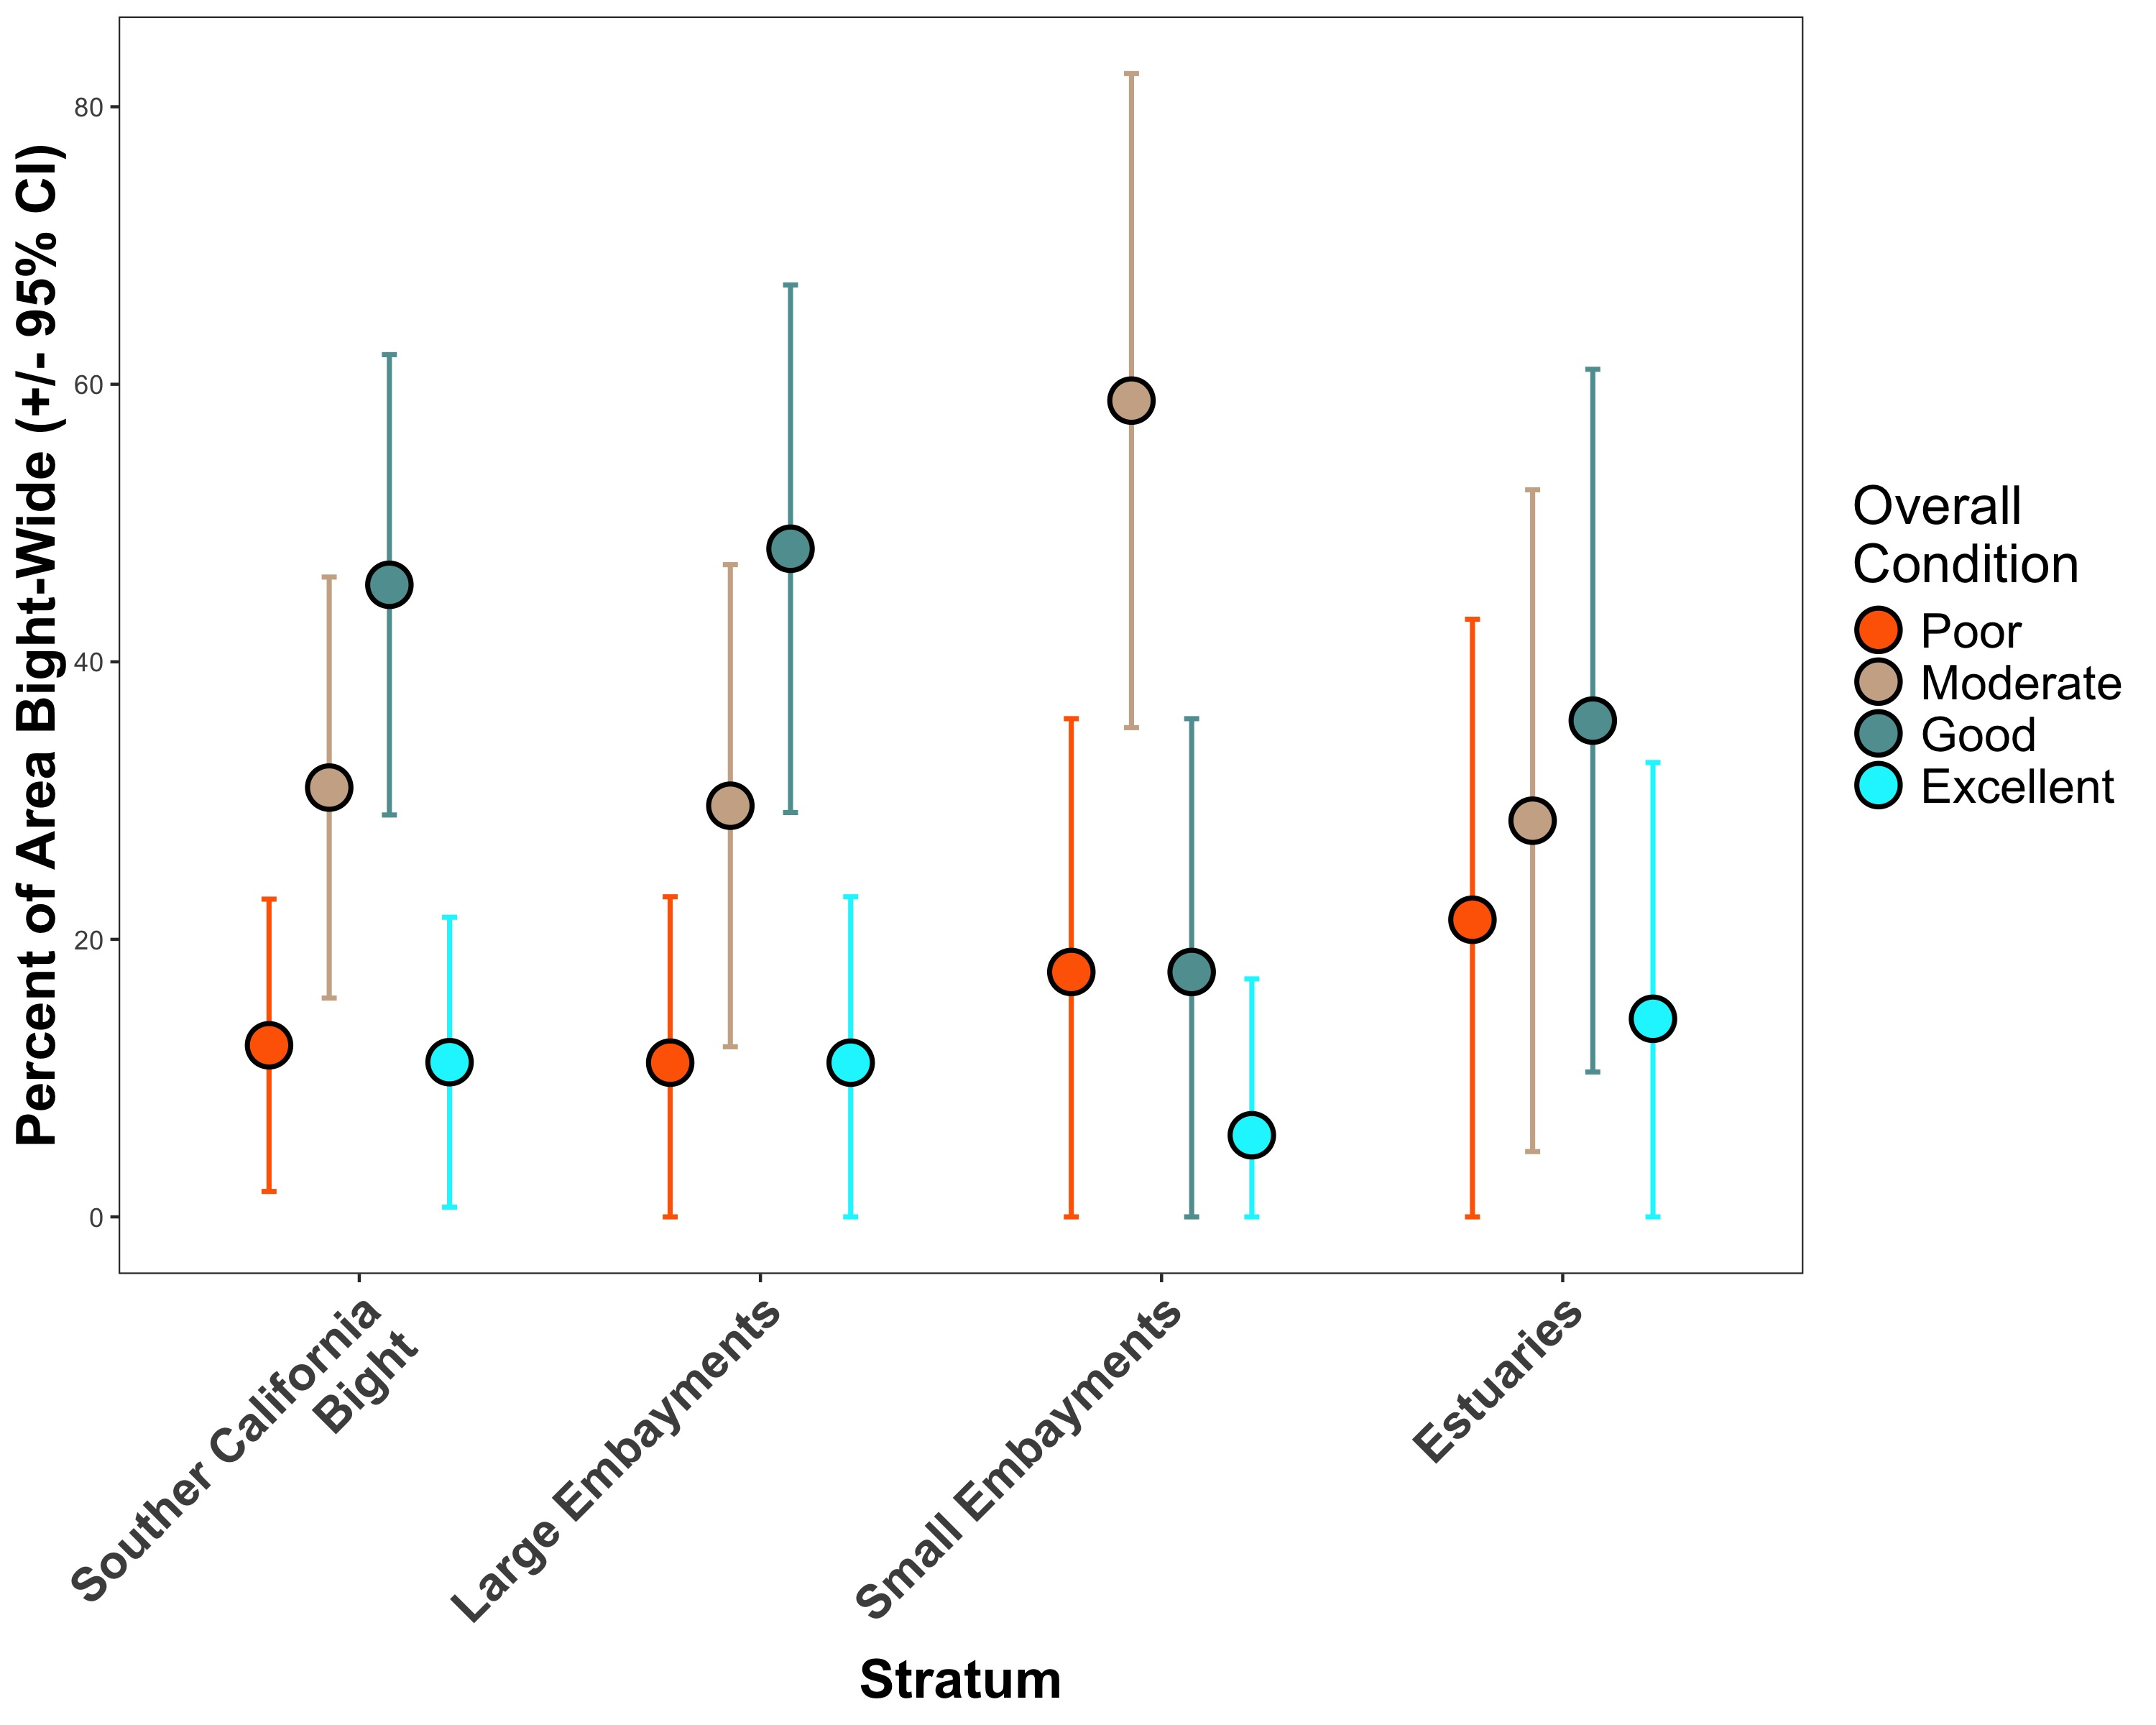 Percent of Area Bight-Wide (+/- 95% CI)
80
60
40
20
0
Souther California
Bight
Large Embayments
Small Embayments
Estuaries
Stratum
Overall
Condition
Poor
Moderate
Good
Excellent